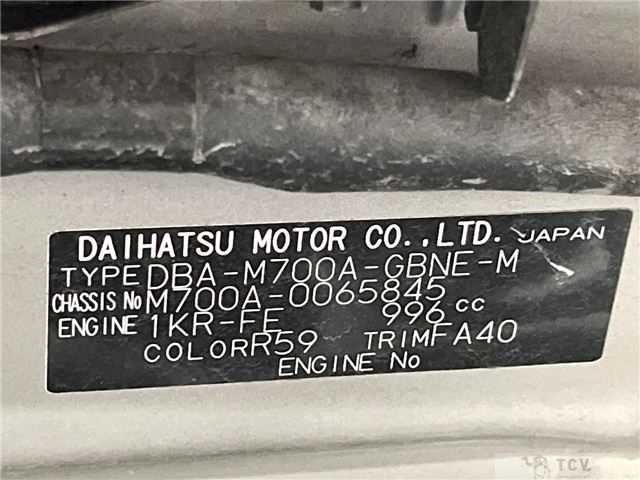 DAIHATSU MOTOR CO.,LTD. JAPAN
TYPE DBA-M700A-GBNE-M
CHASSIS No M700A-0065845
ENGINE 1KR-FE 996 cc
COLOR R59 TRIM FA40
ENGINE No
TCV